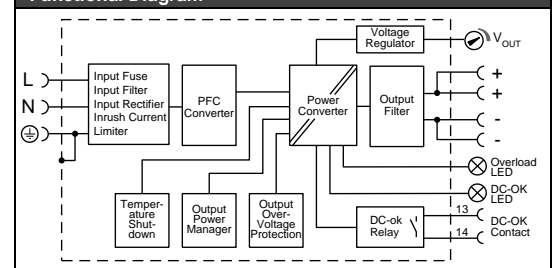 Functional Diagram
Voltage
Regulator
VOUT
L
N
Input Fuse
Input Filter
Input Rectifier
Inrush Current
Limiter
PFC
Converter
Power
Converter
Output
Filter
+
+
-
-
Overload
LED
DC-OK
LED
Temper-
ature
Shut-
down
Output
Power
Manager
Output
Over-
Voltage
Protection
DC-ok
Relay
13
14
DC-OK
Contact